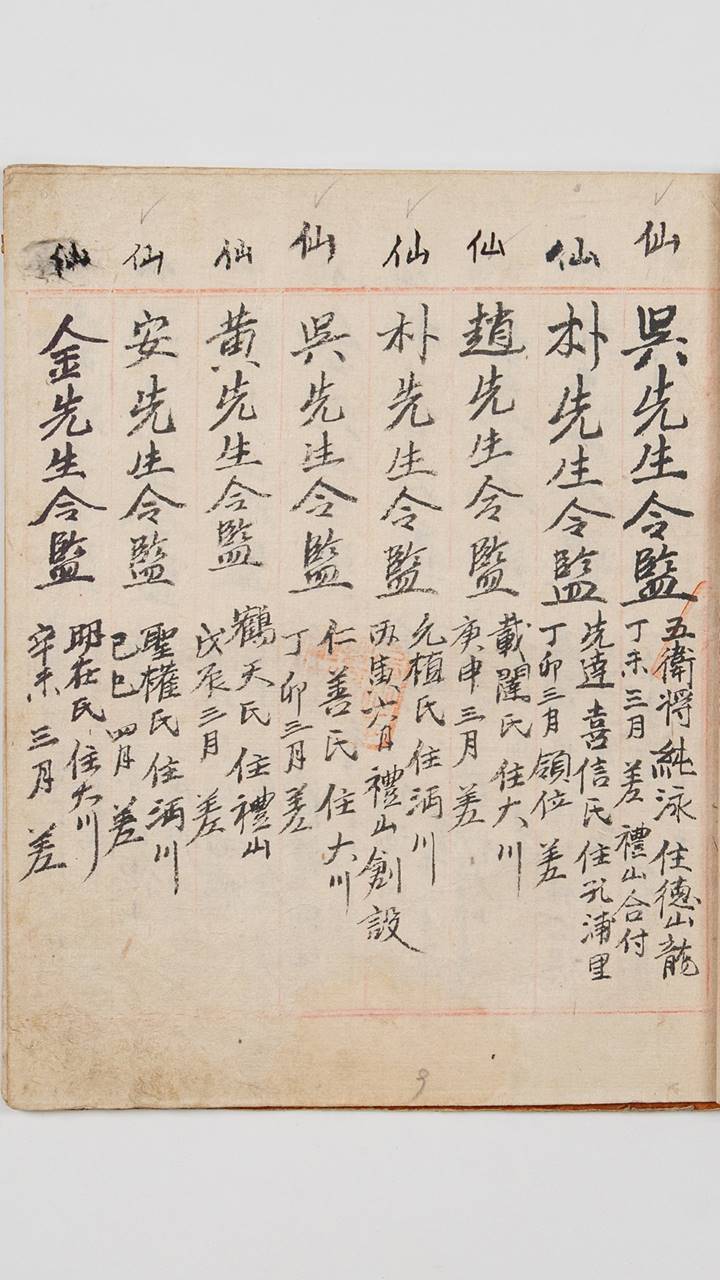 仙
吳先生令監
五衛將純泳 住德山龍
丁未三月 差 禮山合付
仙
朴先生令監
先達喜信氏 住孔浦里
丁卯三月 領位 差
仙
趙先生令監
載闊氏 住大川
庚申三月 差
仙
朴先生令監
元植氏 住沔川
丙寅六月 禮山創設
仙
吳先生令監
仁善氏 住大川
丁卯三月 差
仙
黃先生令監
鶴天氏 住禮山
戊辰三月 差
仙
安先生令監
聖權氏 住沔川
己巳四月 差
仙
金先生令監
明在氏 住大川
辛未三月 差
9